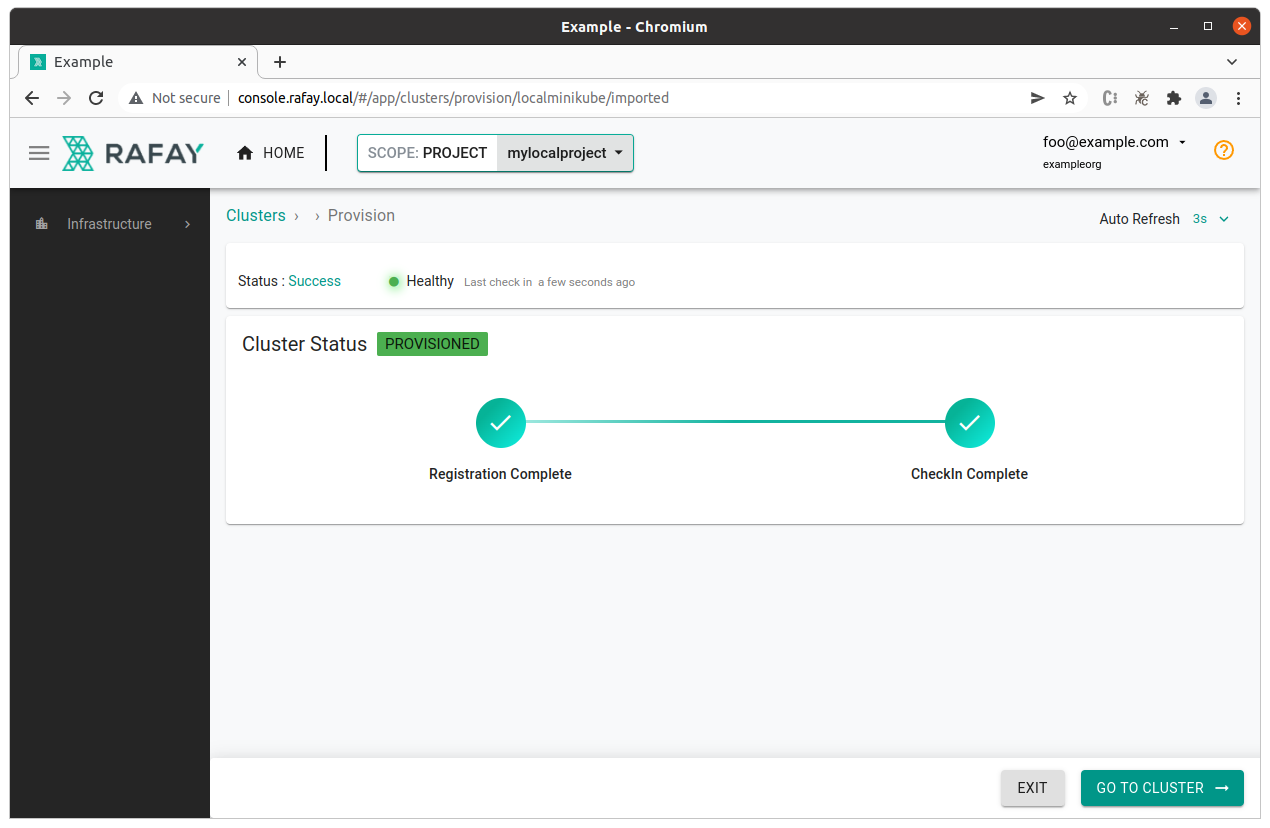 Example - Chromium
Example
Not secure console.rafay.local/#/app/clusters/provision/localminikube/imported
RAFAY
HOME
SCOPE: PROJECT mylocalproject
foo@example.com
exampleorg
Infrastructure
Clusters › › Provision
Auto Refresh 3s
Status : Success
Healthy Last check in a few seconds ago
Cluster Status PROVISIONED
Registration Complete
CheckIn Complete
EXIT
GO TO CLUSTER →